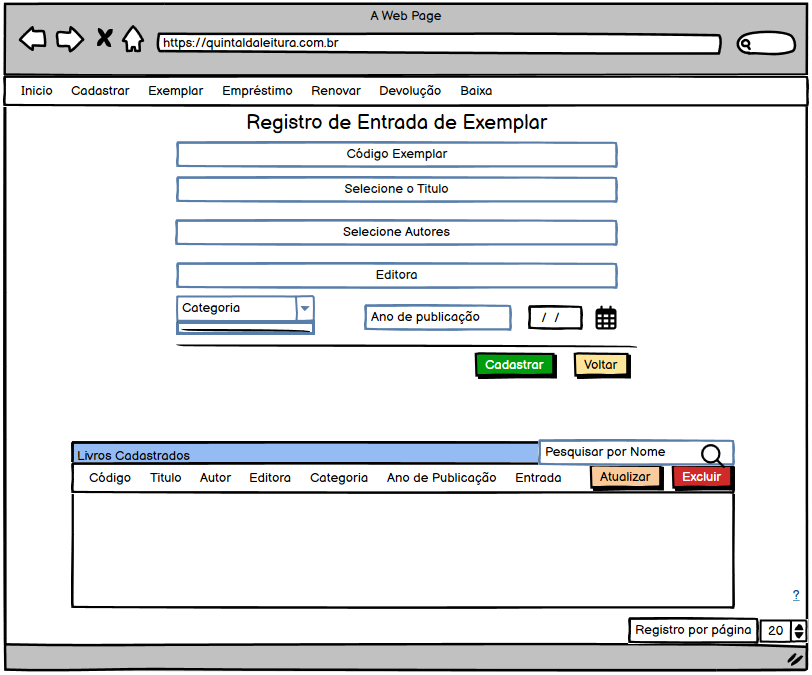 A Web Page
https://quintaldaleitura.com.br
Inicio Cadastrar Exemplar Empréstimo Renovar Devolução Baixa
Registro de Entrada de Exemplar
Código Exemplar
Selecione o Titulo
Selecione Autores
Editora
Categoria Ano de publicação / /
Cadastrar Voltar
Livros Cadastrados Pesquisar por Nome
Código Titulo Autor Editora Categoria Ano de Publicação Entrada Atualizar Excluir
?
Registro por página 20